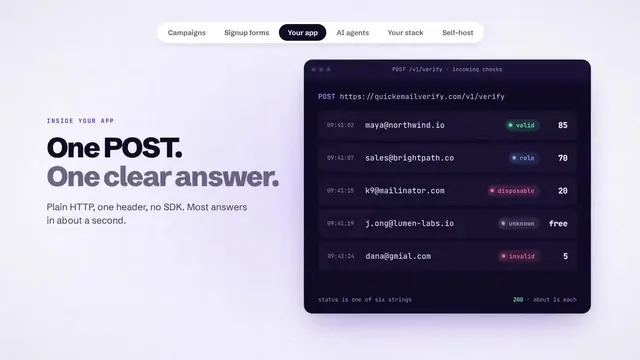 Campaigns Signup forms Your app AI agents Your stack Self-host
POST /v1/verify · incoming checks
POST https://quickemailverify.com/v1/verify
09:41:02 maya@northwind.io valid 85
09:41:07 sales@brightpath.co role 70
09:41:15 k9@mailinator.com disposable 20
09:41:19 j.ong@lumen-labs.io unknown free
09:41:24 dana@gmial.com invalid 5
status is one of six strings 200 · about 1s each
INSIDE YOUR APP
One POST.
One clear answer.
Plain HTTP, one header, no SDK. Most answers
in about a second.